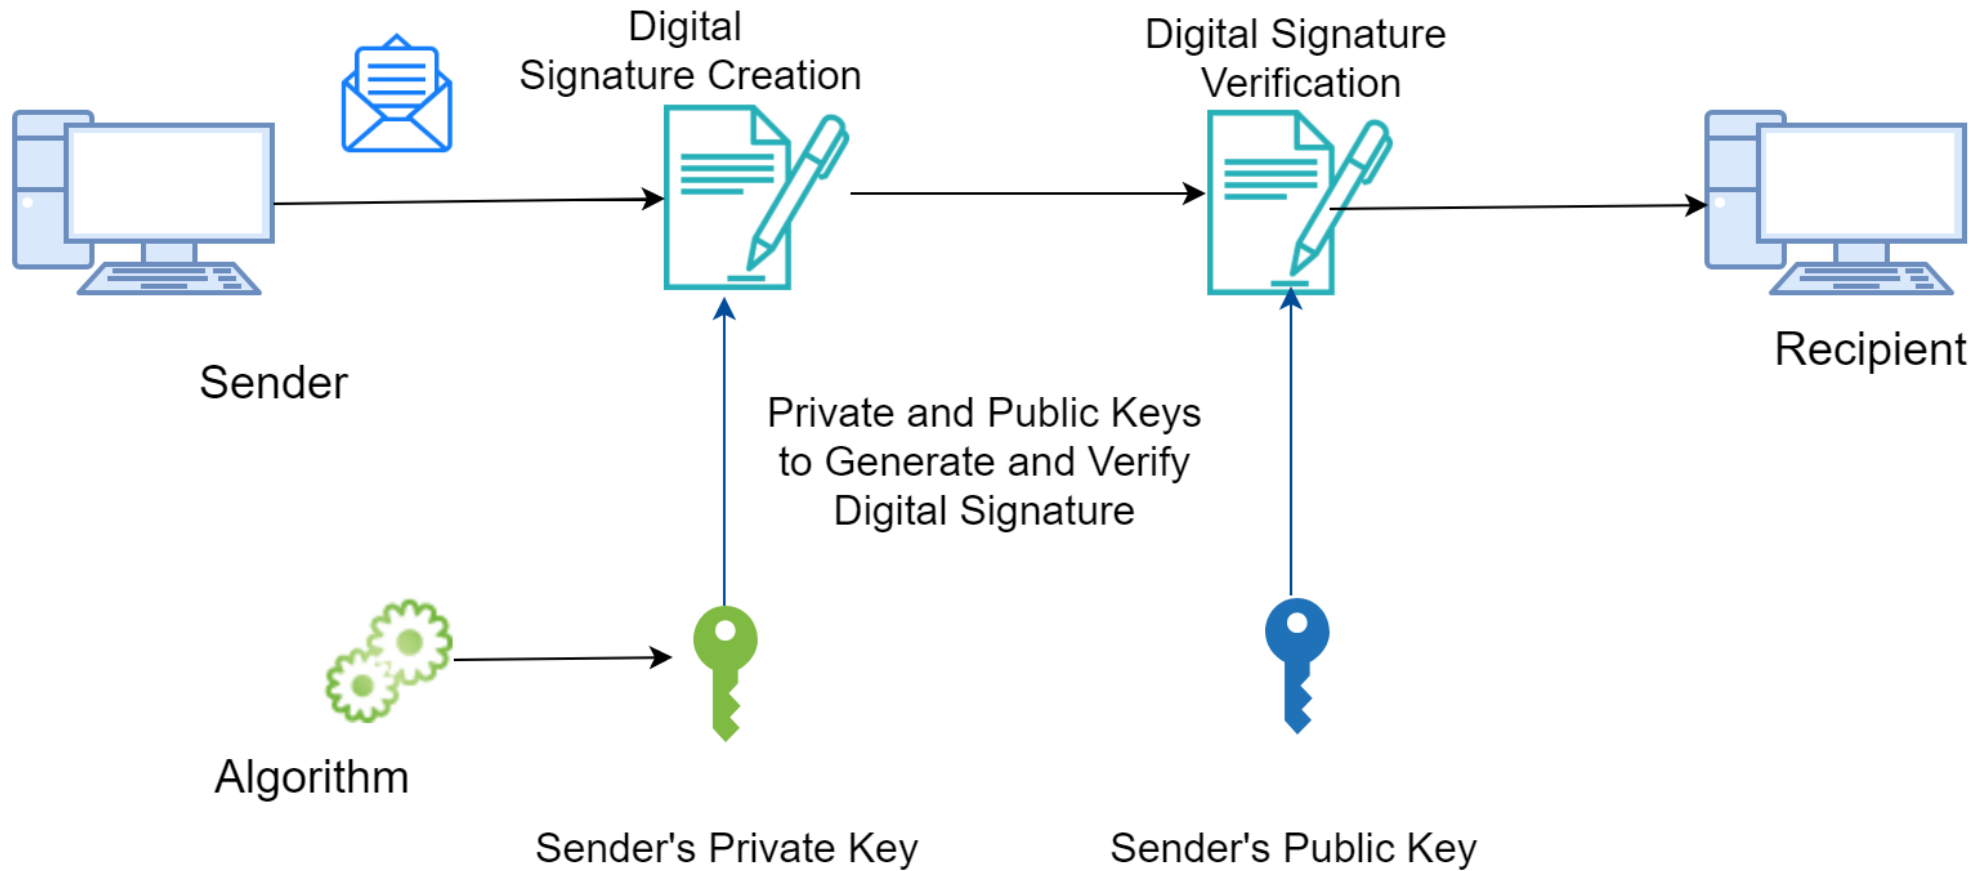 Digital
Signature Creation
Digital Signature
Verification
Sender
Recipient
Private and Public Keys
to Generate and Verify
Digital Signature
Algorithm
Sender's Private Key
Sender's Public Key